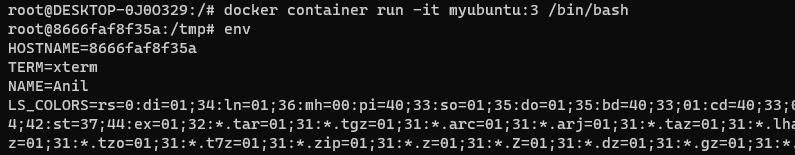 root@DESKTOP-0J0O329:/# docker container run -it myubuntu:3 /bin/bash
root@8666faf8f35a:/tmp# env
HOSTNAME=8666faf8f35a
TERM=xterm
NAME=Anil
LS_COLORS=rs=0:di=01;34:ln=01;36:mh=00:pi=40;33:so=01;35:do=01;35:bd=40;33;01:cd=40;33;0
4;42:st=37;44:ex=01;32:*.tar=01;31:*.tgz=01;31:*.arc=01;31:*.arj=01;31:*.taz=01;31:*.lha
z=01;31:*.tzo=01;31:*.t7z=01;31:*.zip=01;31:*.z=01;31:*.Z=01;31:*.dz=01;31:*.gz=01;31:*.